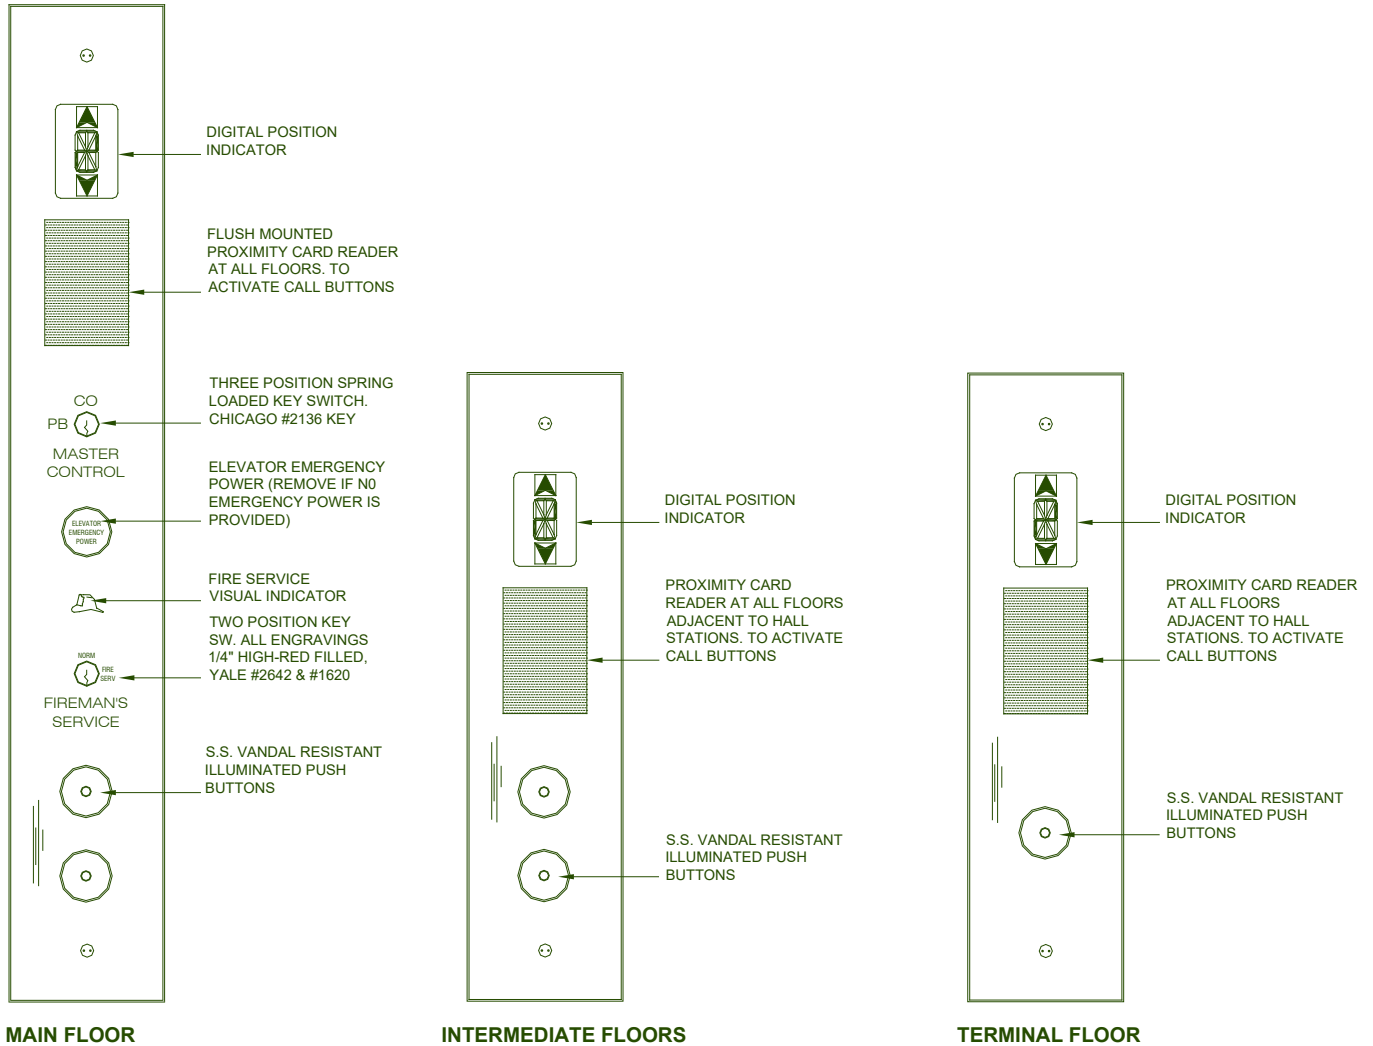 DIGITAL POSITION
INDICATOR
FLUSH MOUNTED
PROXIMITY CARD READER
AT ALL FLOORS. TO
ACTIVATE CALL BUTTONS
CO
PB
MASTER
CONTROL
THREE POSITION SPRING
LOADED KEY SWITCH.
CHICAGO #2136 KEY
ELEVATOR
EMERGENCY
POWER
ELEVATOR EMERGENCY
POWER (REMOVE IF N0
EMERGENCY POWER IS
PROVIDED)
FIRE SERVICE
VISUAL INDICATOR
NORM
FIRE
SERV
FIREMAN'S
SERVICE
TWO POSITION KEY
SW. ALL ENGRAVINGS
1/4" HIGH-RED FILLED,
YALE #2642 & #1620
S.S. VANDAL RESISTANT
ILLUMINATED PUSH
BUTTONS
MAIN FLOOR
DIGITAL POSITION
INDICATOR
PROXIMITY CARD
READER AT ALL FLOORS
ADJACENT TO HALL
STATIONS. TO ACTIVATE
CALL BUTTONS
S.S. VANDAL RESISTANT
ILLUMINATED PUSH
BUTTONS
INTERMEDIATE FLOORS
DIGITAL POSITION
INDICATOR
PROXIMITY CARD READER
AT ALL FLOORS
ADJACENT TO HALL
STATIONS. TO ACTIVATE
CALL BUTTONS
S.S. VANDAL RESISTANT
ILLUMINATED PUSH
BUTTONS
TERMINAL FLOOR